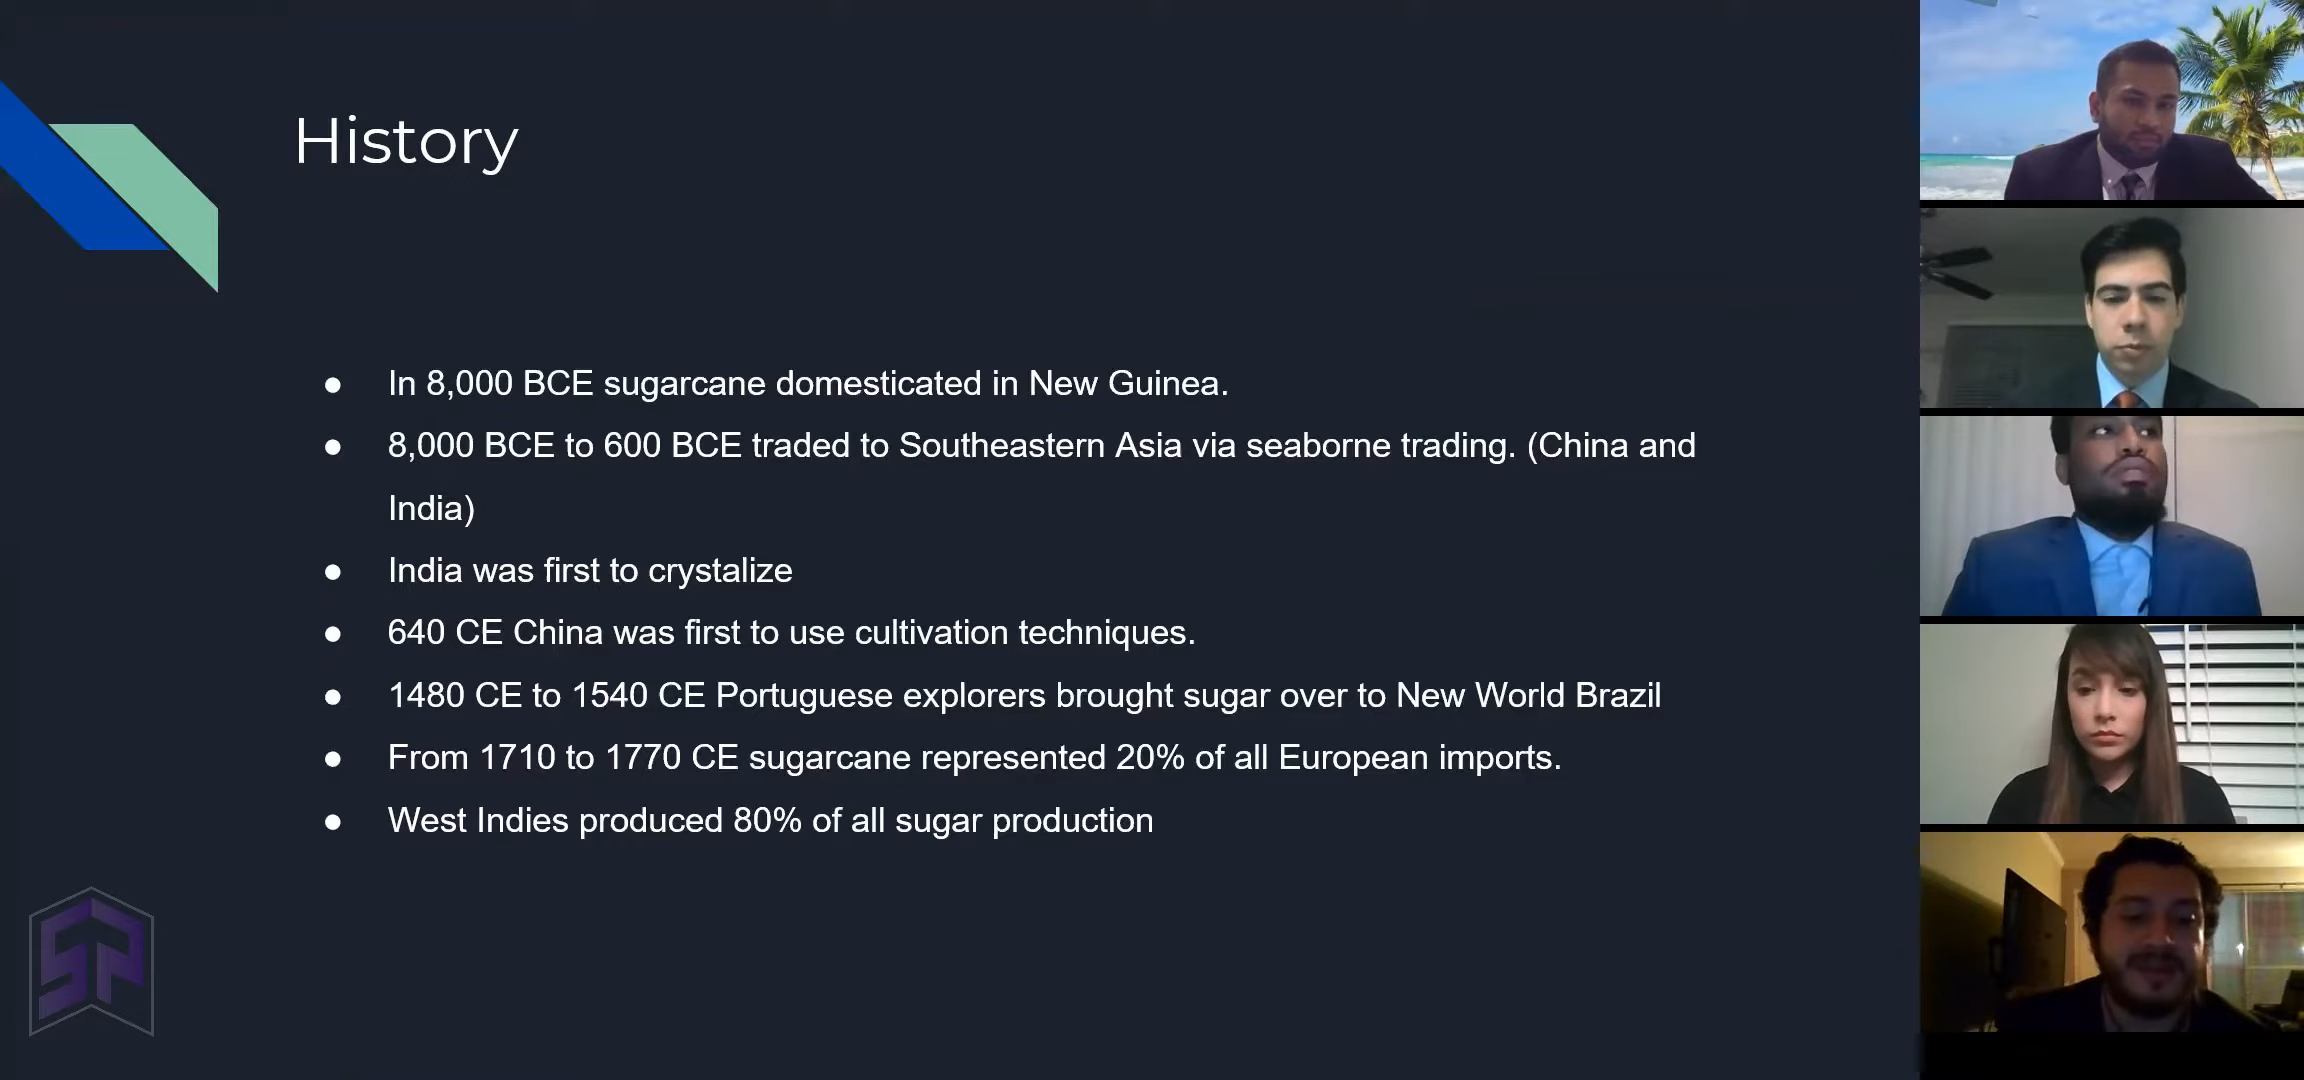 History
● In 8,000 BCE sugarcane domesticated in New Guinea.
● 8,000 BCE to 600 BCE traded to Southeastern Asia via seaborne trading. (China and
India)
● India was first to crystalize
● 640 CE China was first to use cultivation techniques.
● 1480 CE to 1540 CE Portuguese explorers brought sugar over to New World Brazil
● From 1710 to 1770 CE sugarcane represented 20% of all European imports.
● West Indies produced 80% of all sugar production
SP